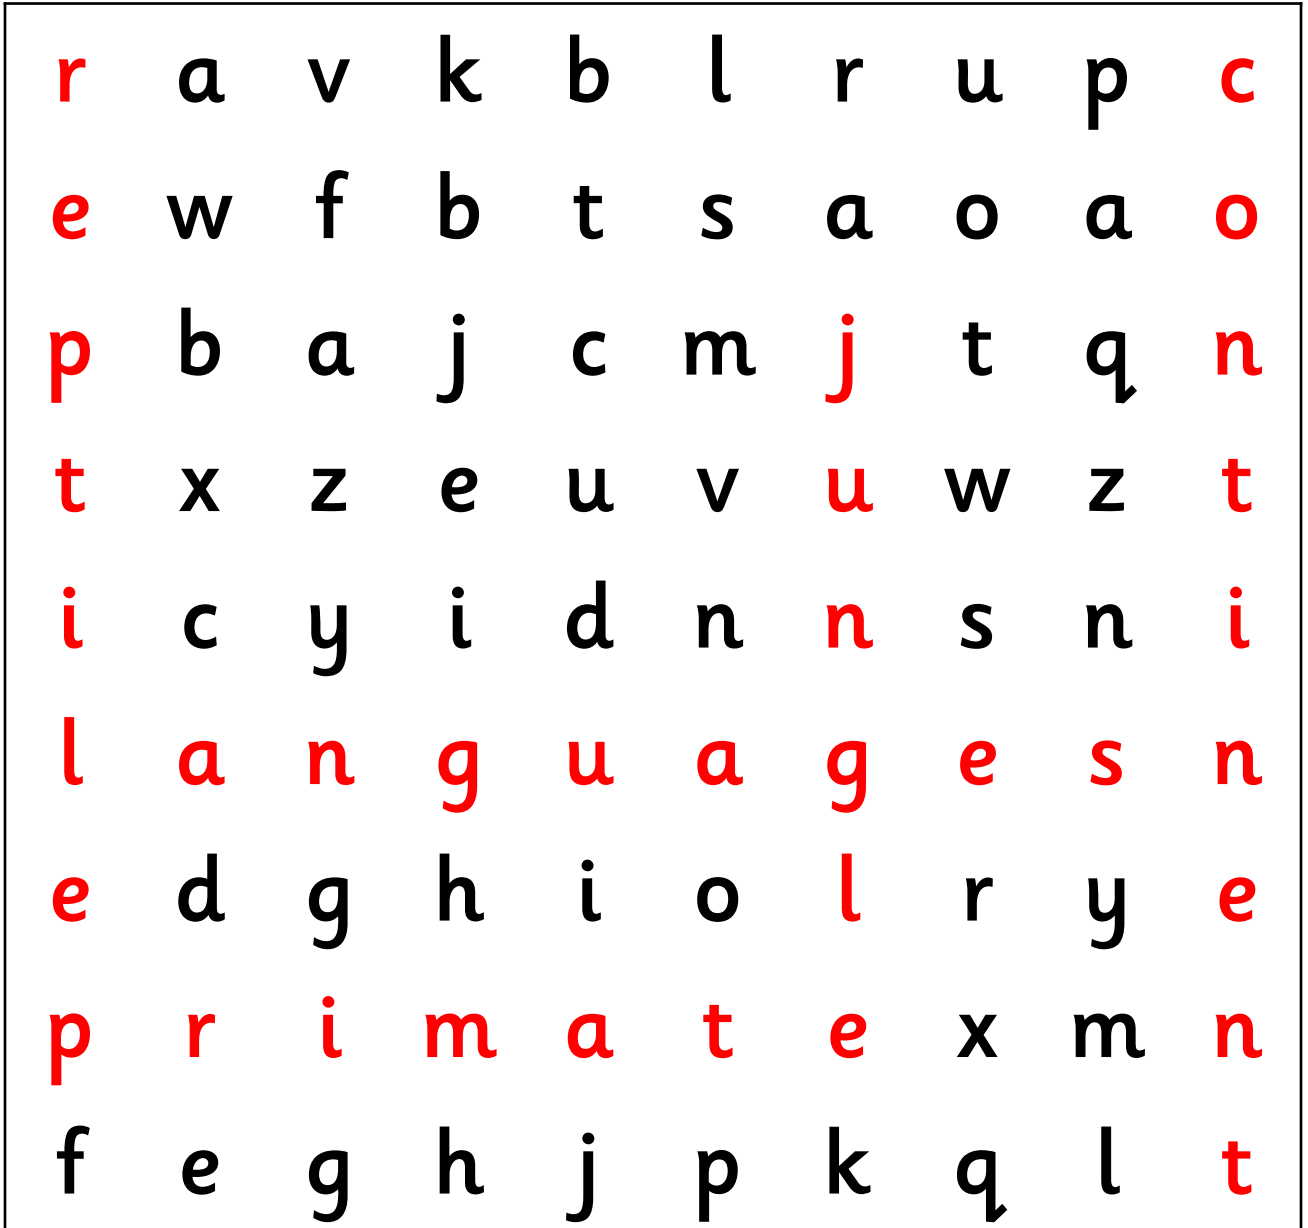 r a v k b l r u p c
e w f b t s a o a o
p b a j c m j t q n
t x z e u v u w z t
i c y i d n n s n i
l a n g u a g e s n
e d g h i o l r y e
p r i m a t e x m n
f e g h j p k q l t